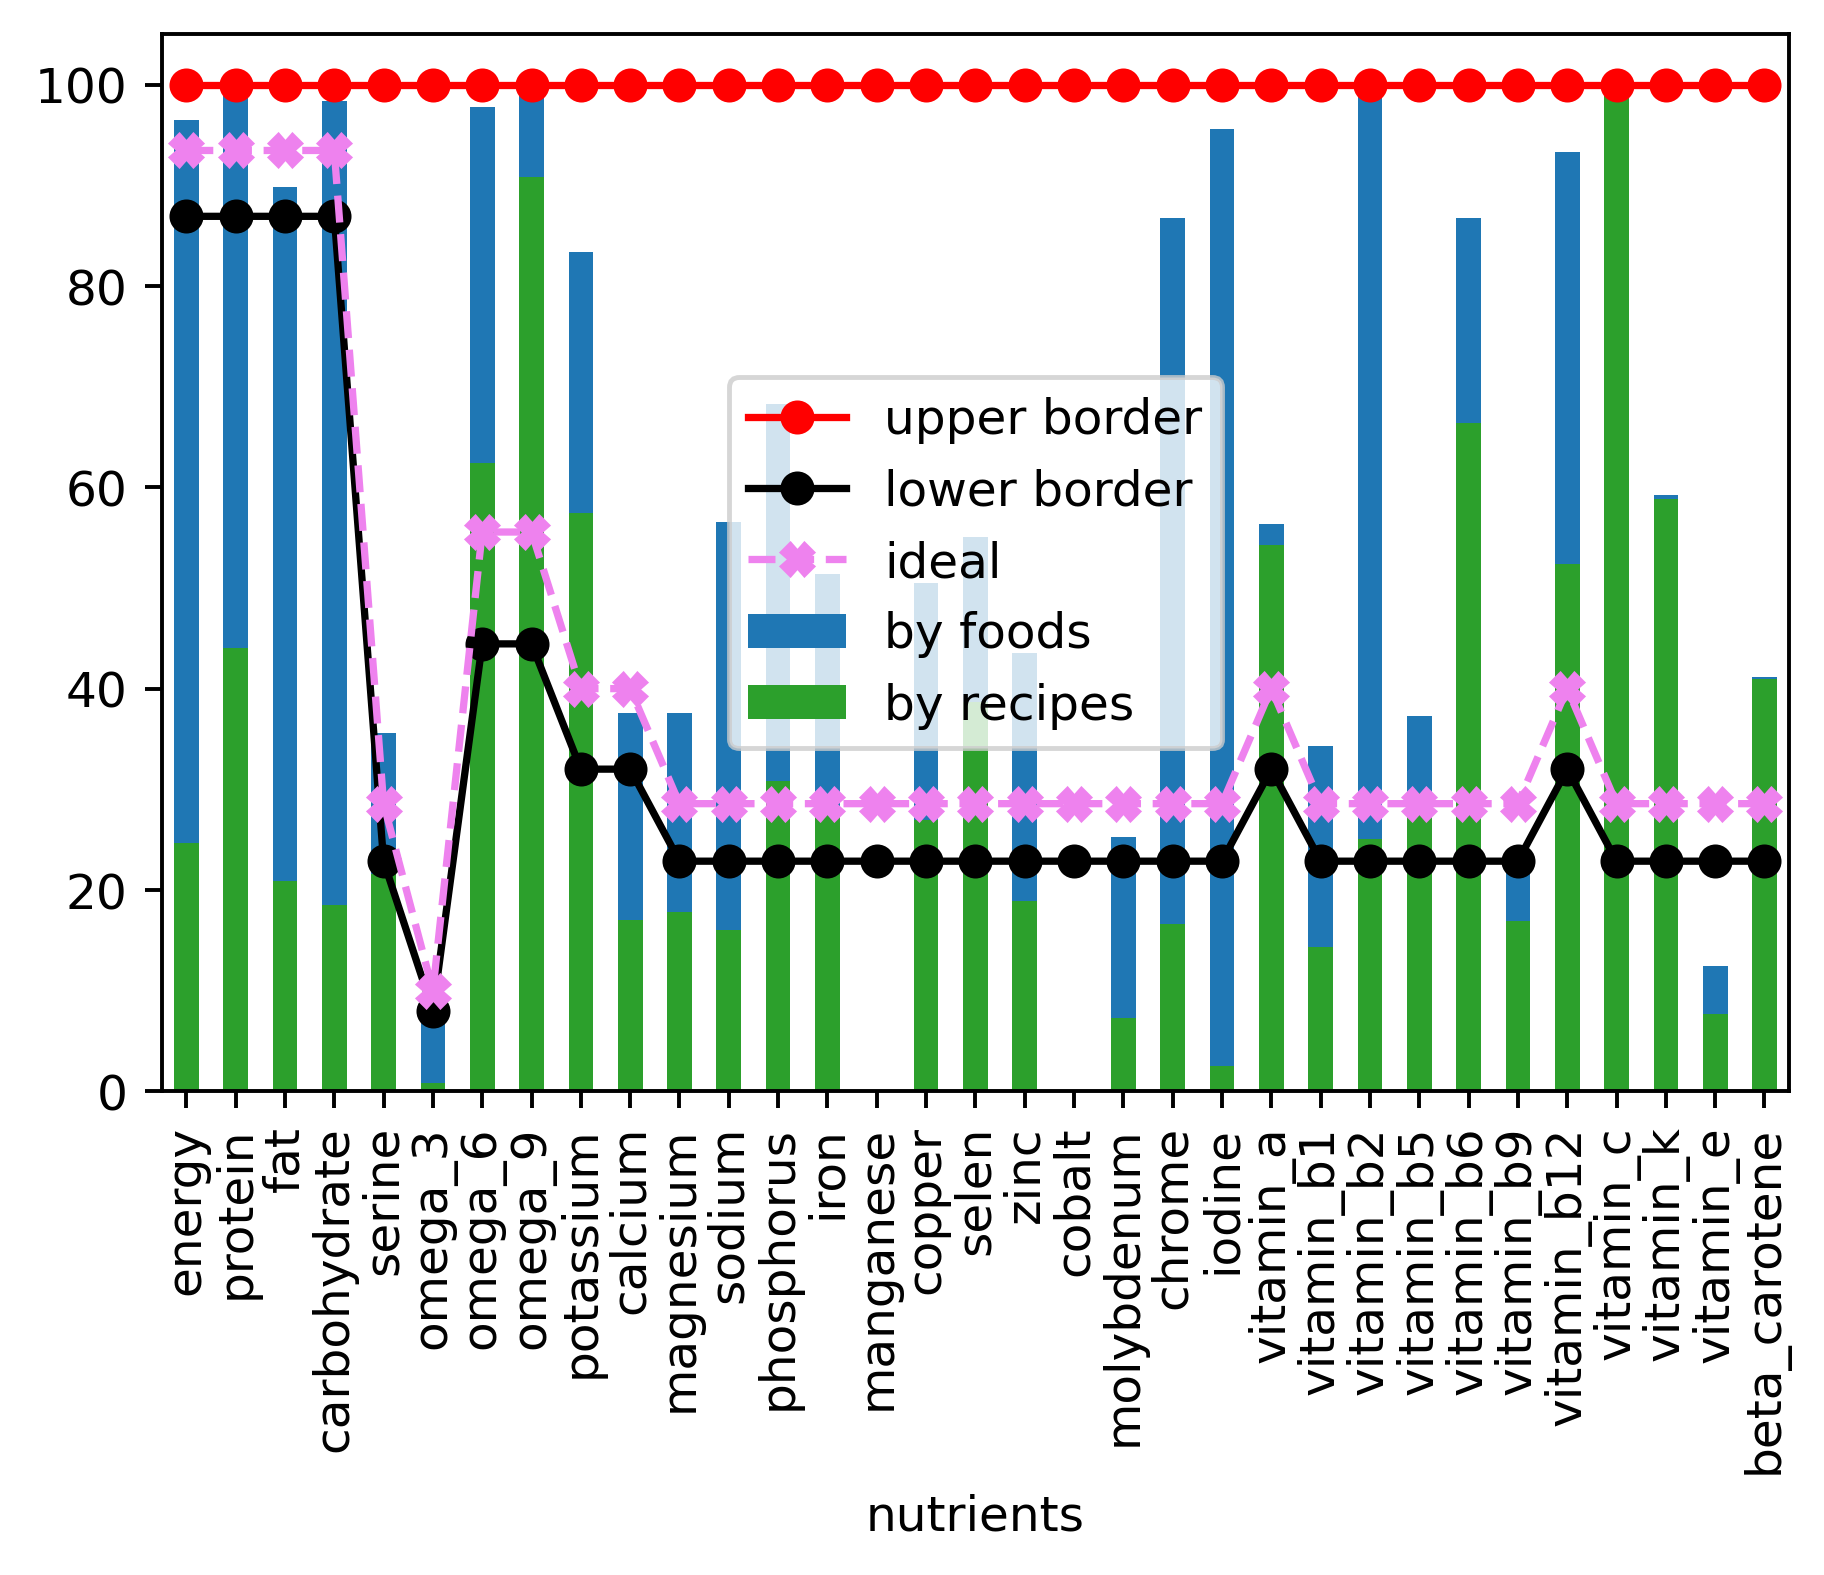 100
80
60
40
20
0
upper border
lower border
ideal
by foods
by recipes
energy
protein
fat
carbohydrate
serine
omega_3
omega_6
omega_9
potassium
calcium
magnesium
sodium
phosphorus
iron
manganese
copper
selen
zinc
cobalt
molybdenum
chrome
iodine
vitamin_a
vitamin_b1
vitamin_b2
vitamin_b5
vitamin_b6
vitamin_b9
vitamin_b12
vitamin_c
vitamin_k
vitamin_e
beta_carotene
nutrients